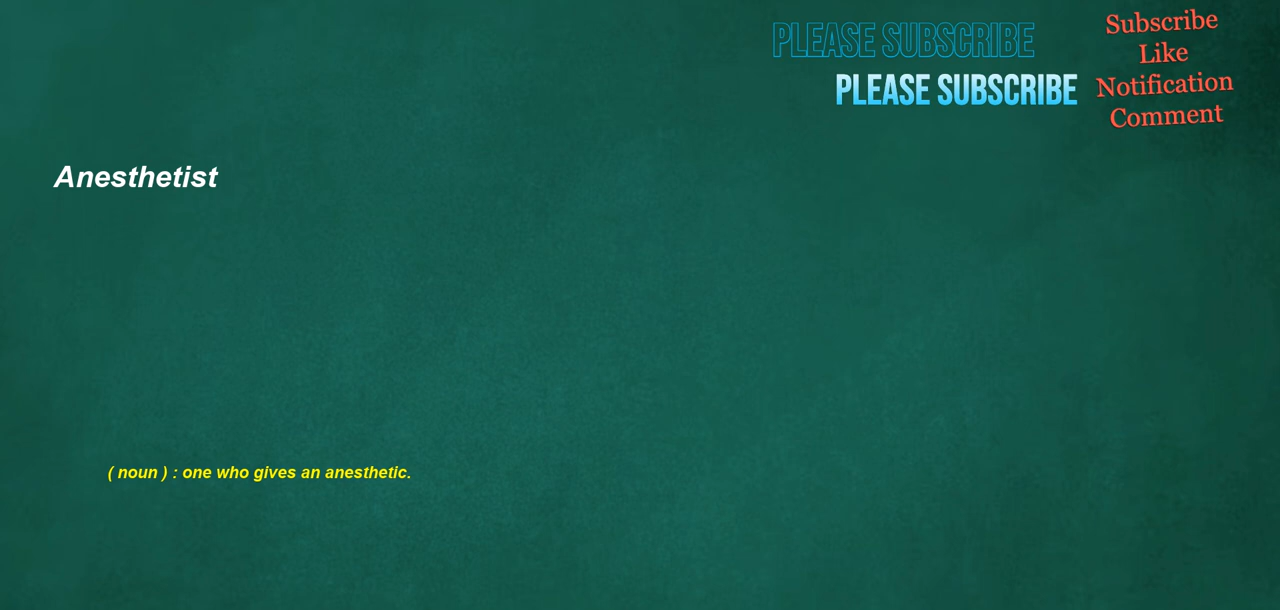 PLEASE SUBSCRIBE
PLEASE SUBSCRIBE
Subscribe
Like
Notification
Comment
Anesthetist
( noun ) : one who gives an anesthetic.